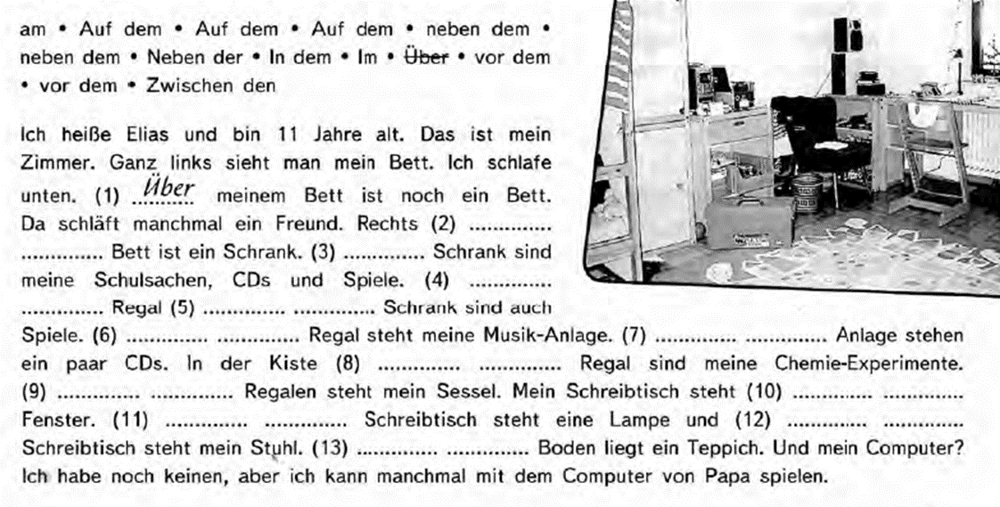 am • Auf dem • Auf dem • Auf dem • neben dem •
neben dem • Neben der • In dem • Im • Über • vor dem
• vor dem • Zwischen den
Ich heiße Elias und bin 11 Jahre alt. Das ist mein
Zimmer. Ganz links sieht man mein Bett. Ich schlafe
unten. (1) Über meinem Bett ist noch ein Bett.
Da schläft manchmal ein Freund. Rechts (2) ..............
.............. Bett ist ein Schrank. (3) .............. Schrank sind
meine Schulsachen, CDs und Spiele. (4) ..............
.............. Regal (5) .............. .............. Schrank sind auch
Spiele. (6) .............. .............. Regal steht meine Musik-Anlage. (7) .............. .............. Anlage stehen
ein paar CDs. In der Kiste (8) .............. .............. Regal sind meine Chemie-Experimente.
(9) .............. .............. Regalen steht mein Sessel. Mein Schreibtisch steht (10) .............. ..............
Fenster. (11) .............. .............. Schreibtisch steht eine Lampe und (12) .............. ..............
Schreibtisch steht mein Stuhl. (13) .............. .............. Boden liegt ein Teppich. Und mein Computer?
Ich habe noch keinen, aber ich kann manchmal mit dem Computer von Papa spielen.